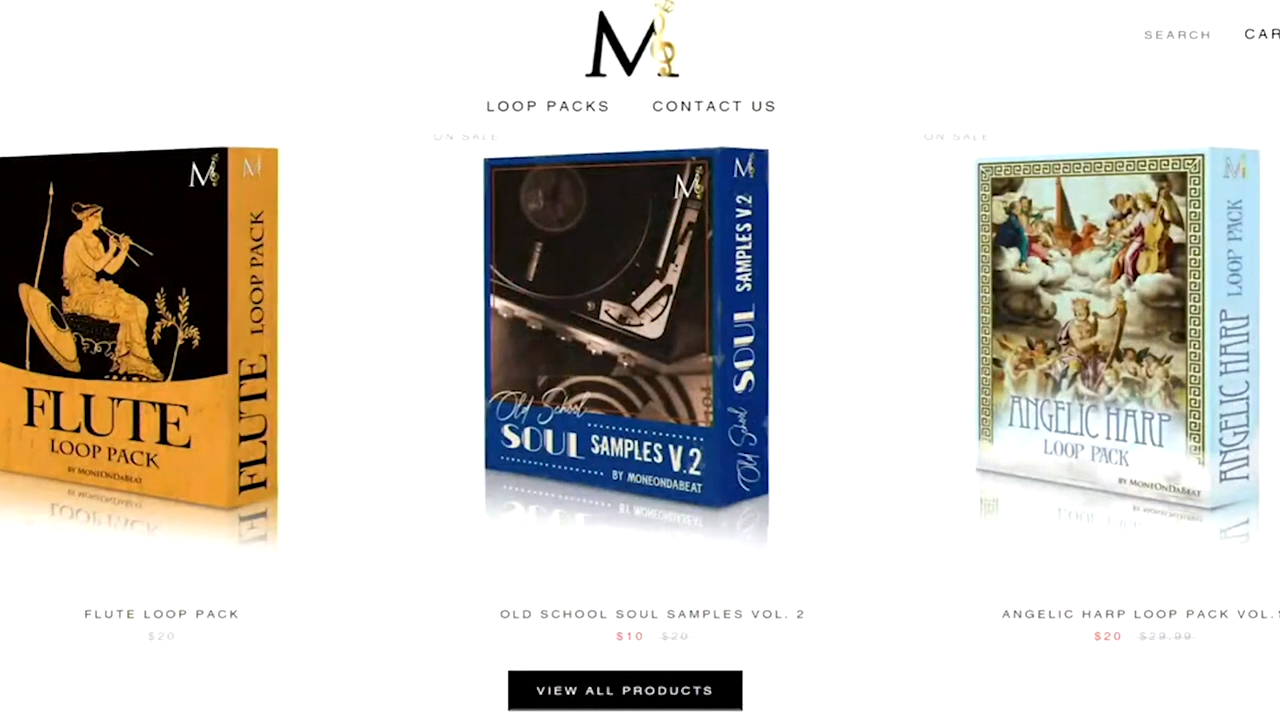 M
SEARCH
CAR
LOOP PACKS
CONTACT US
ON SALE
ON SALE
M
M
LOOP PACK
FLUTE
FLUTE
LOOP PACK
BY MONEONDABEAT
M
M
SAMPLES V.2
SOUL
Old School
Old School
SOUL SAMPLES V.2
BY MONEONDABEAT
M
LOOP PACK
ANGELIC HARP
ANGELIC HARP
LOOP PACK
BY MONEONDABEAT
FLUTE LOOP PACK
$20
OLD SCHOOL SOUL SAMPLES VOL. 2
$10 $20
ANGELIC HARP LOOP PACK VOL.
$20 $29.99
VIEW ALL PRODUCTS